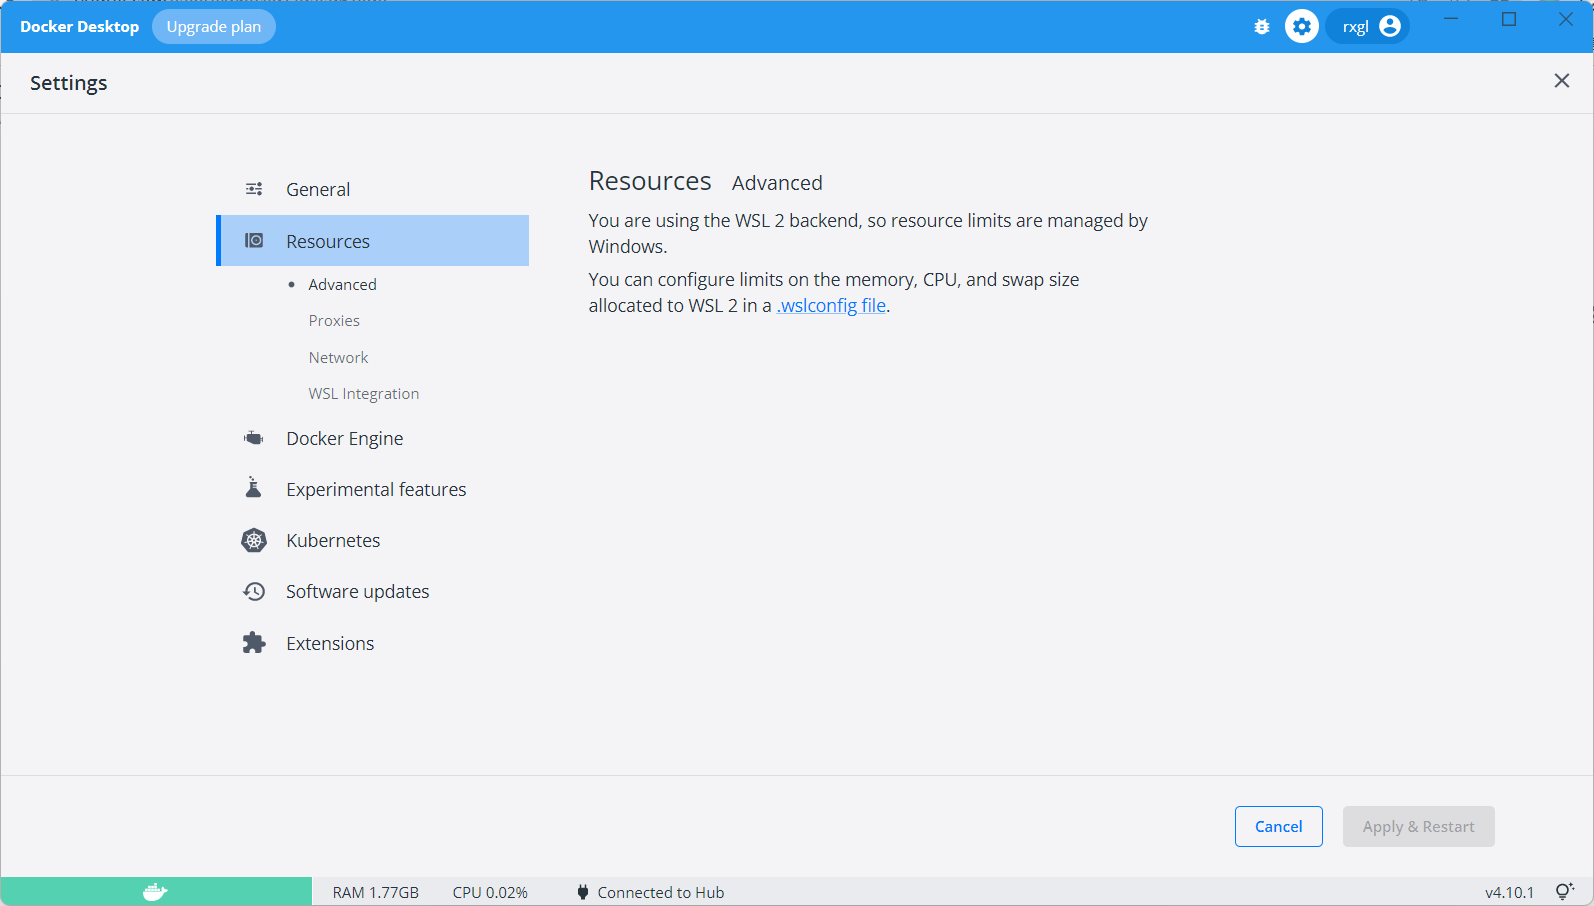 Docker Desktop Upgrade plan rxgl
Settings
General
Resources
Advanced
Proxies
Network
WSL Integration
Docker Engine
Experimental features
Kubernetes
Software updates
Extensions
Resources Advanced
You are using the WSL 2 backend, so resource limits are managed by
Windows.
You can configure limits on the memory, CPU, and swap size
allocated to WSL 2 in a .wslconfig file.
Cancel Apply & Restart
RAM 1.77GB CPU 0.02% Connected to Hub v4.10.1